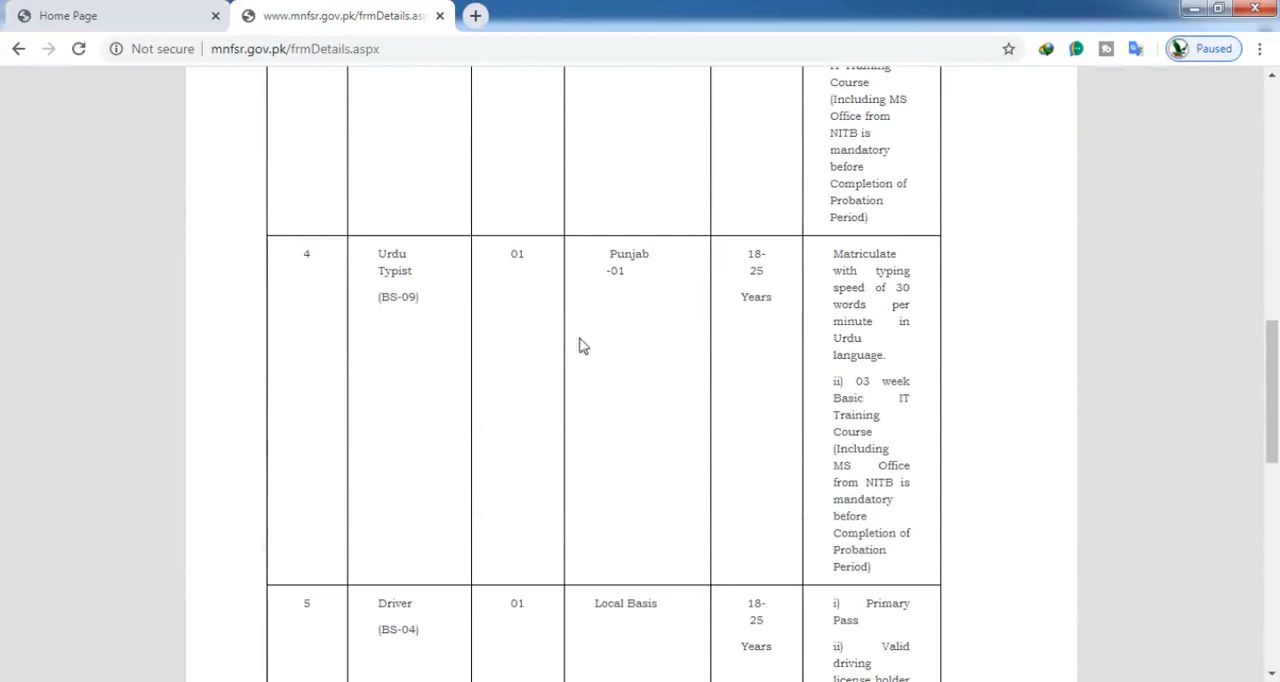 Home Page
www.mnfsr.gov.pk/frmDetails.asp
Not secure
mnfsr.gov.pk/frmDetails.aspx
Paused
IT Training
Course
(Including MS
Office from
NITB is
mandatory
before
Completion of
Probation
Period)
4
Urdu
Typist
(BS-09)
01
Punjab
-01
18-
25
Years
Matriculate
with typing
speed of 30
words per
minute in
Urdu
language.
ii) 03 week
Basic IT
Training
Course
(Including
MS Office
from NITB is
mandatory
before
Completion of
Probation
Period)
5
Driver
(BS-04)
01
Local Basis
18-
25
Years
i) Primary
Pass
ii) Valid
driving
license holder